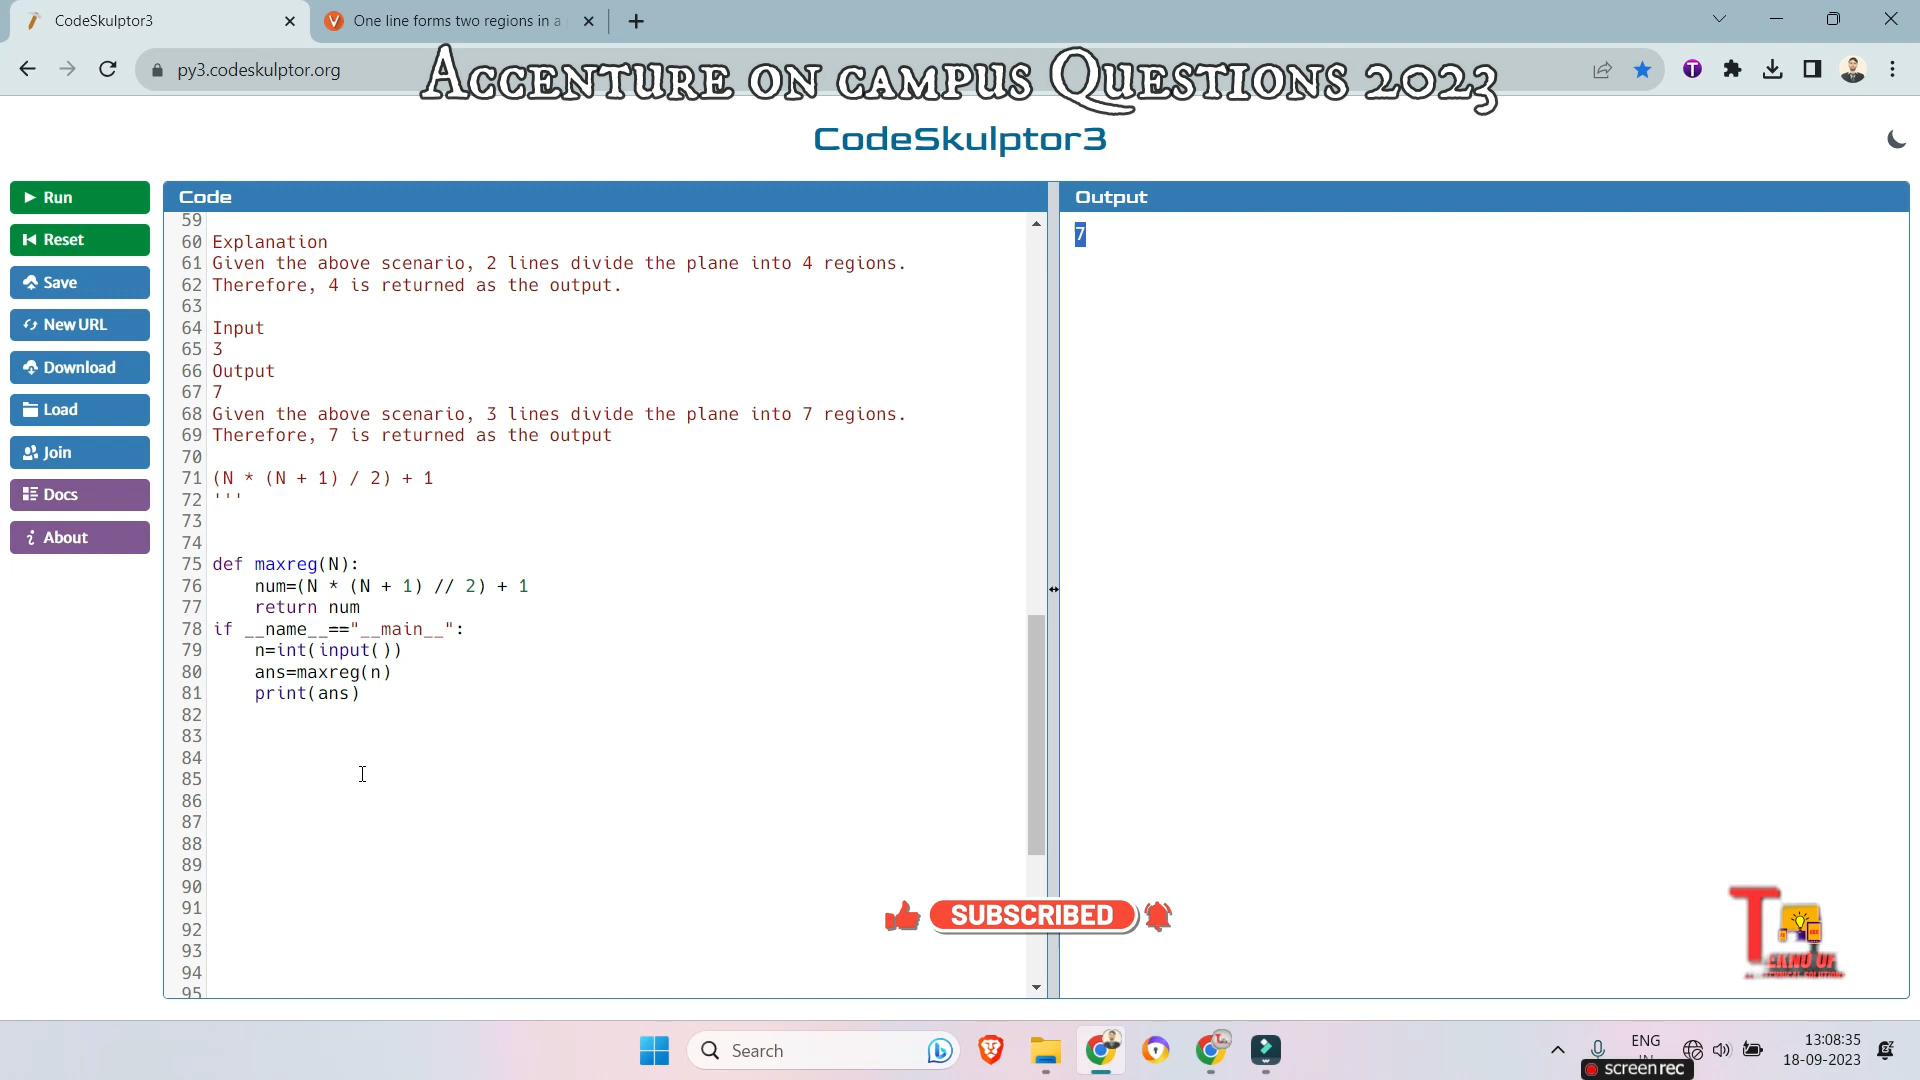 CodeSkulptor3
One line forms two regions in a
py3.codeskulptor.org
Accenture on campus Questions 2023
CodeSkulptor3
Run
Reset
Save
New URL
Download
Load
Join
Docs
About
Code
Output
7
59
60 Explanation
61 Given the above scenario, 2 lines divide the plane into 4 regions.
62 Therefore, 4 is returned as the output.
63
64 Input
65 3
66 Output
67 7
68 Given the above scenario, 3 lines divide the plane into 7 regions.
69 Therefore, 7 is returned as the output
70
71 (N * (N + 1) / 2) + 1
72 '''
73
74
75 def maxreg(N):
76 num=(N * (N + 1) // 2) + 1
77 return num
78 if __name__=="__main__":
79 n=int(input())
80 ans=maxreg(n)
81 print(ans)
82
83
84
85
86
87
88
89
90
91
92
93
94
95
SUBSCRIBED
TEKNO UF
Search
ENG
13:08:35
18-09-2023
screenrec